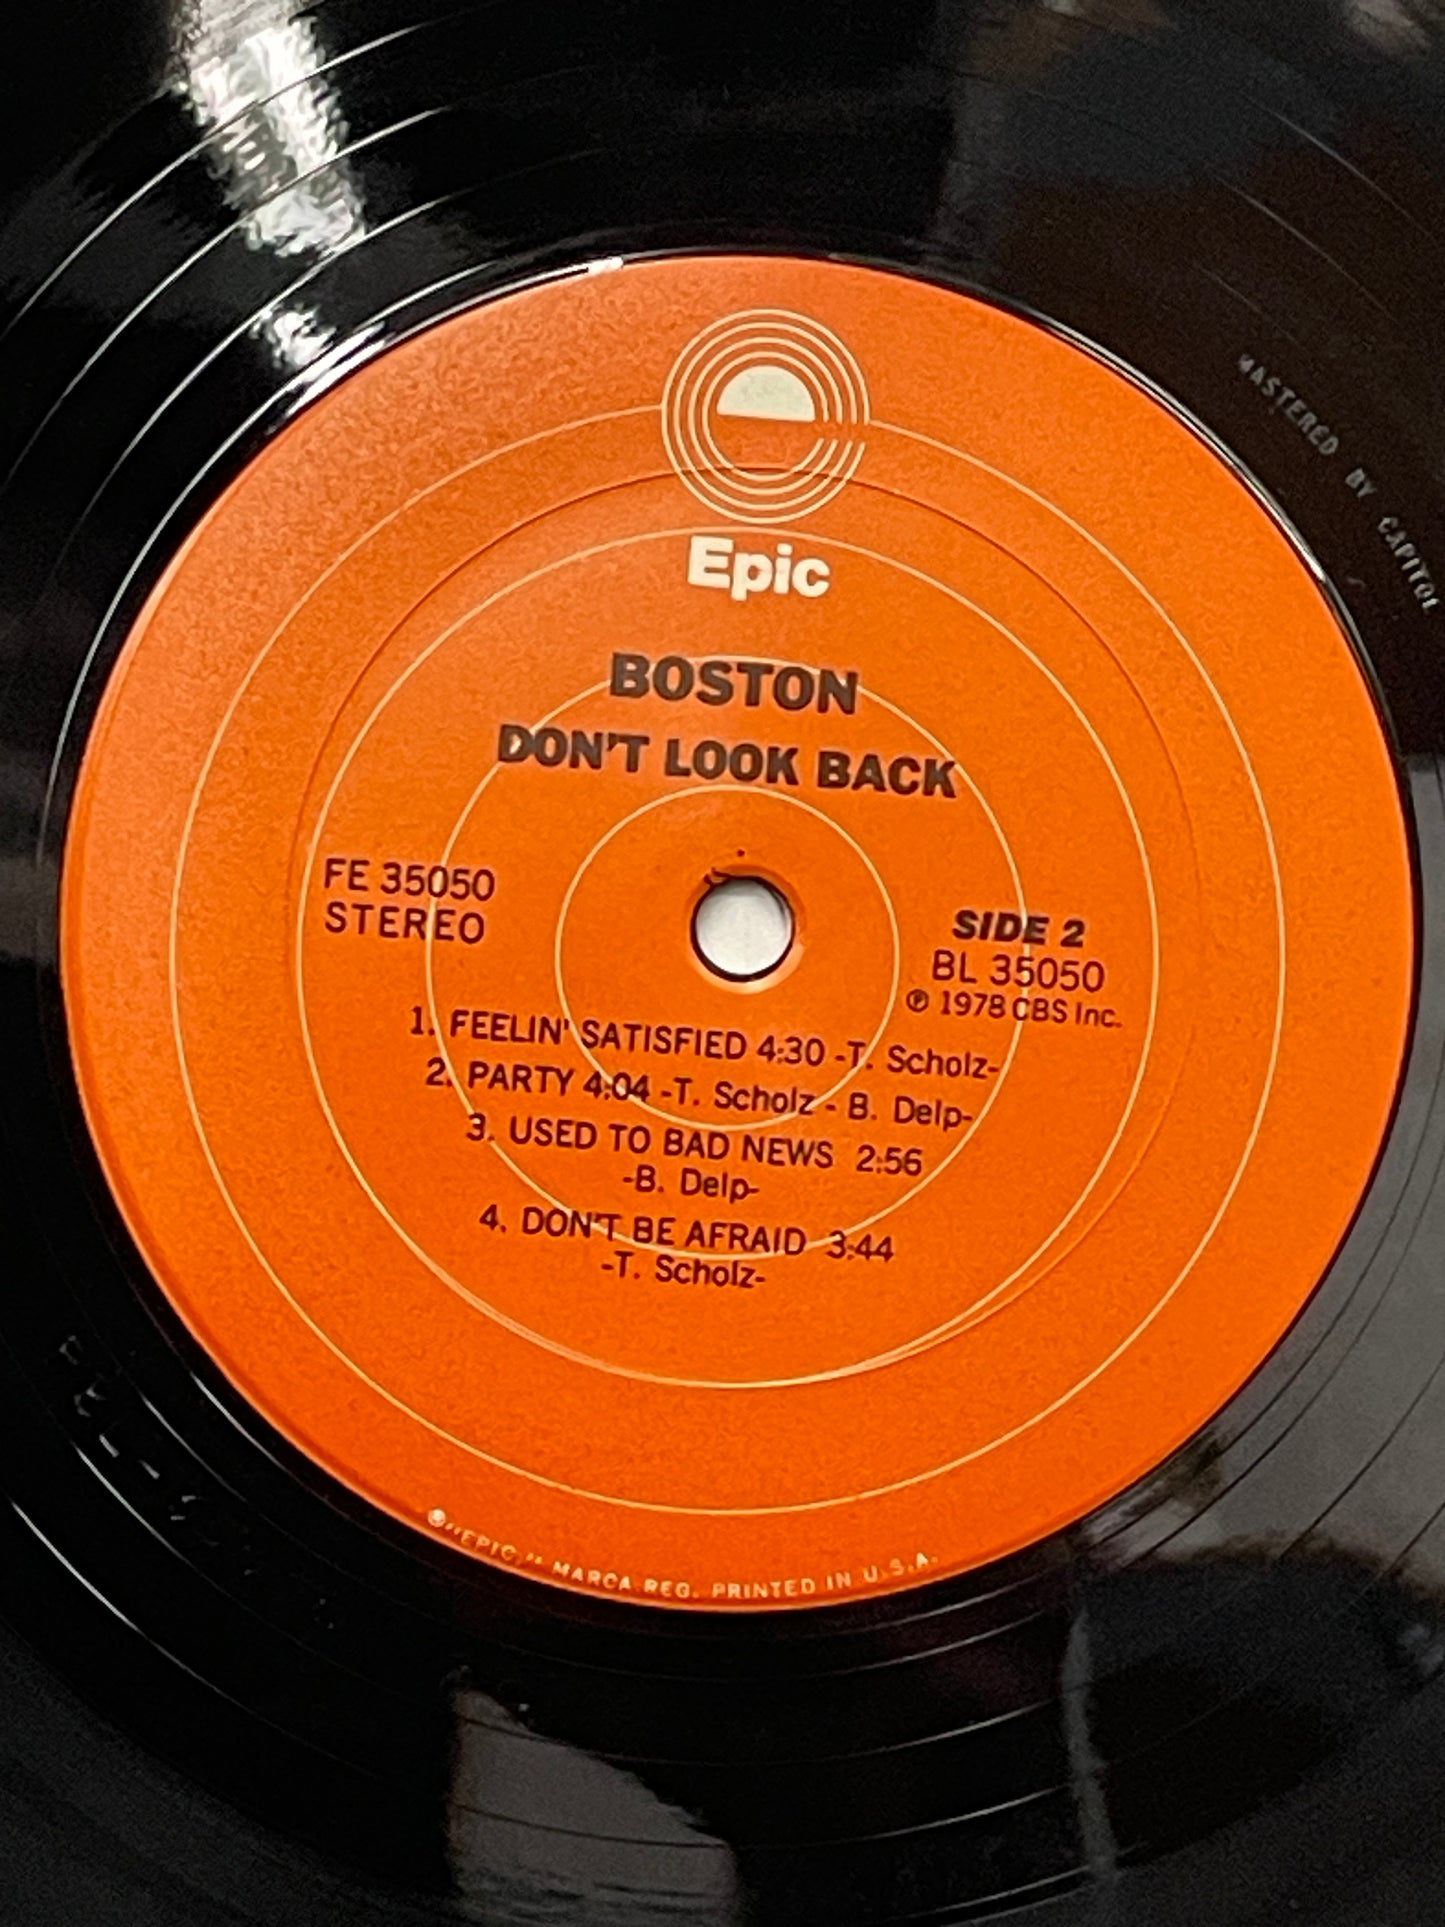 Epic
BOSTON
DON'T LOOK BACK
FE 35050
STEREO
SIDE 2
BL 35050
℗ 1978 CBS Inc.
1. FEELIN' SATISFIED 4:30 -T. Scholz-
2. PARTY 4:04 -T. Scholz - B. Delp-
3. USED TO BAD NEWS 2:56
-B. Delp-
4. DON'T BE AFRAID 3:44
-T. Scholz-
"EPIC," MARCA REG. PRINTED IN U.S.A.
MASTERED BY CAPITOL